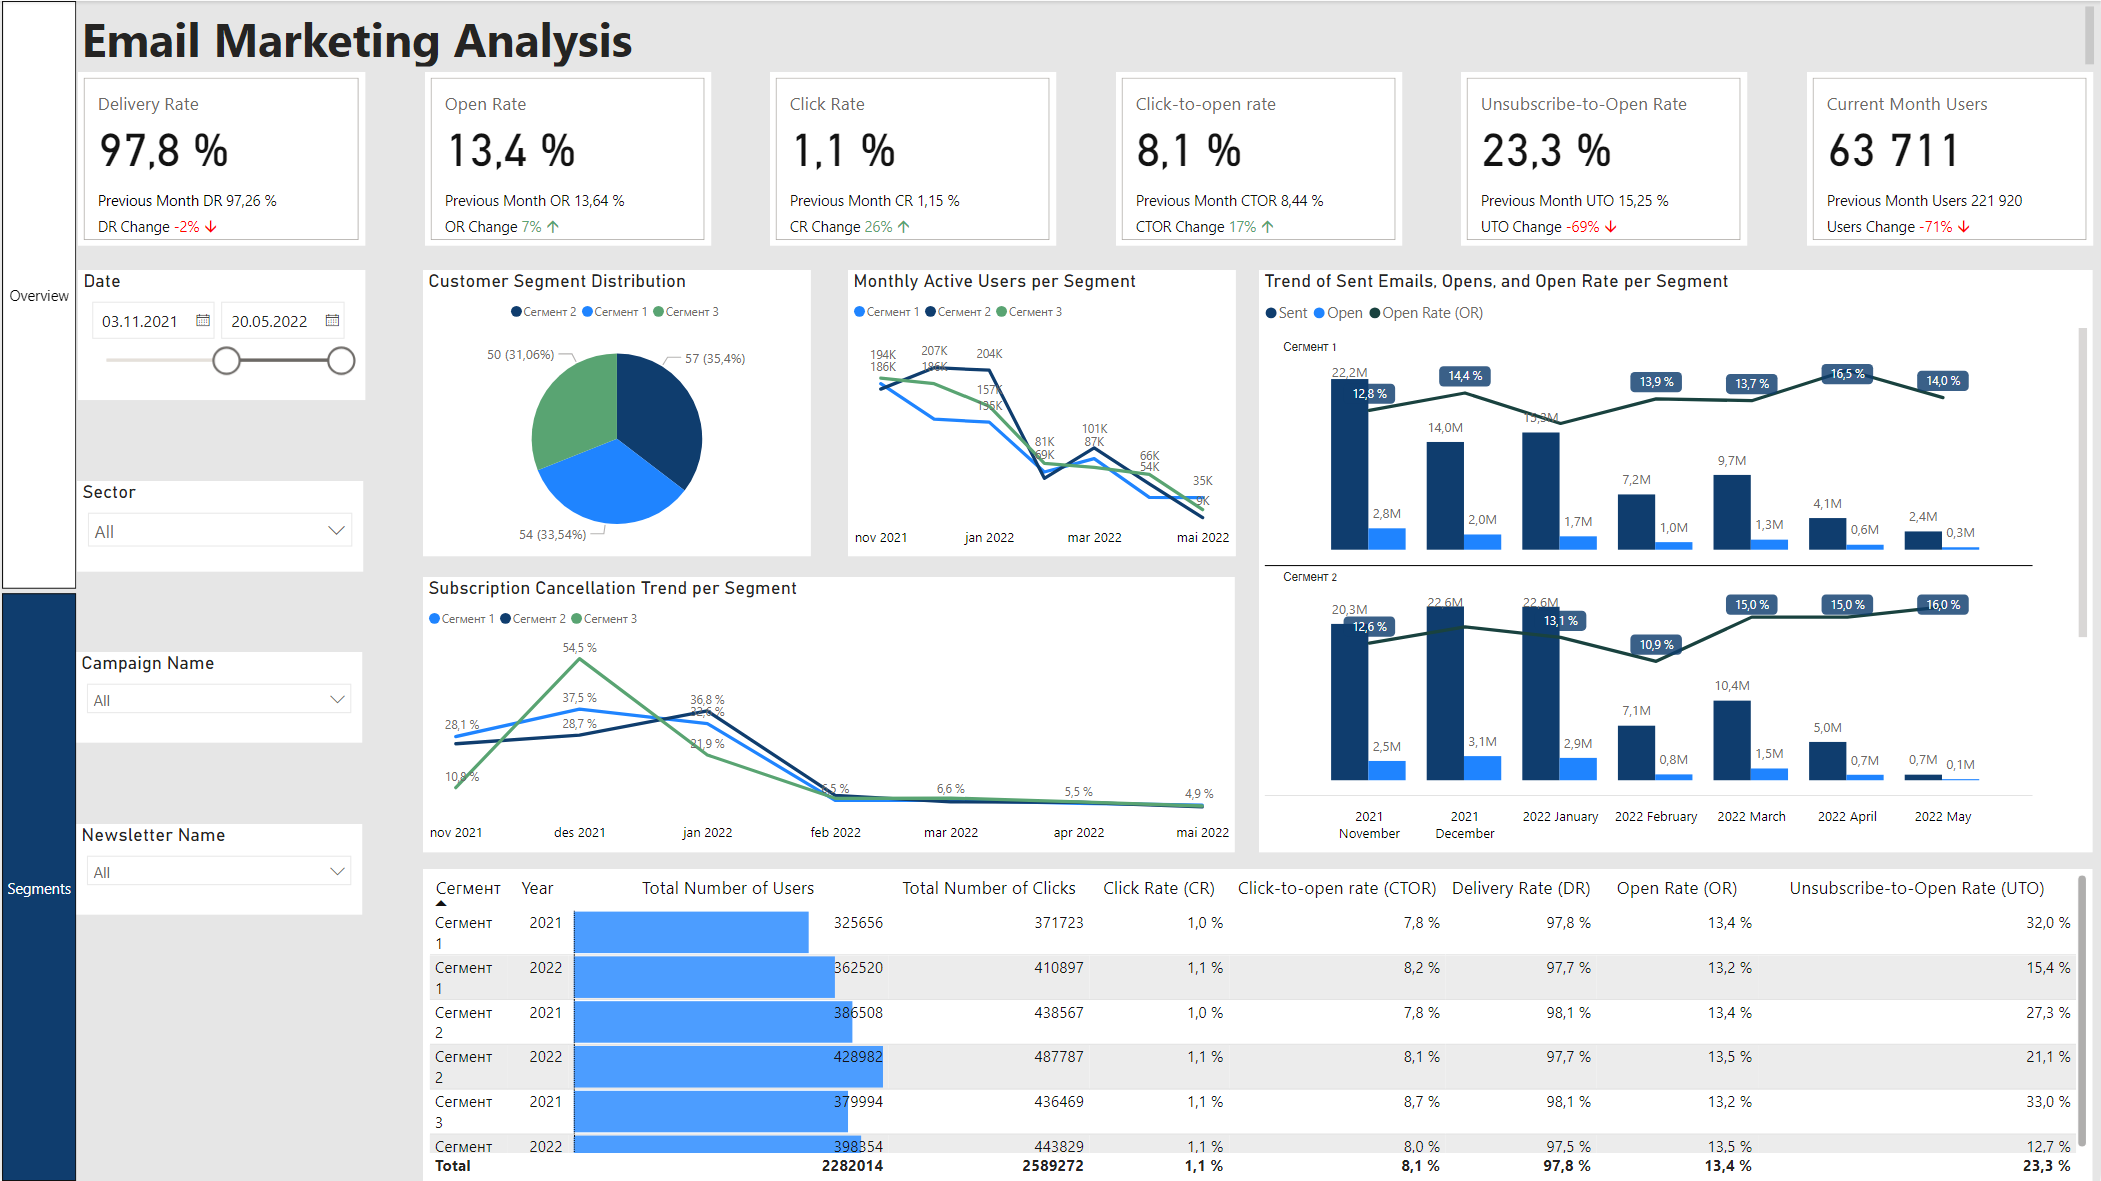 Email Marketing Analysis
Delivery Rate
97,8 %
Previous Month DR 97,26 %
DR Change -2% ↓
Open Rate
13,4 %
Previous Month OR 13,64 %
OR Change 7% ↑
Click Rate
1,1 %
Previous Month CR 1,15 %
CR Change 26% ↑
Click-to-open rate
8,1 %
Previous Month CTOR 8,44 %
CTOR Change 17% ↑
Unsubscribe-to-Open Rate
23,3 %
Previous Month UTO 15,25 %
UTO Change -69% ↓
Current Month Users
63 711
Previous Month Users 221 920
Users Change -71% ↓
Overview
Segments
Date
03.11.2021 20.05.2022
Sector
All
Campaign Name
All
Newsletter Name
All
Customer Segment Distribution
Сегмент 2 Сегмент 1 Сегмент 3
50 (31,06%)
57 (35,4%)
54 (33,54%)
Monthly Active Users per Segment
Сегмент 1 Сегмент 2 Сегмент 3
194K 207K 204K
186K 186K
157K
135K
101K
81K 87K
69K 66K
54K
35K
9K
nov 2021 jan 2022 mar 2022 mai 2022
Subscription Cancellation Trend per Segment
Сегмент 1 Сегмент 2 Сегмент 3
54,5 %
37,5 % 36,8 %
28,1 % 28,7 % 32,6 %
21,9 %
10,8 %
6,5 % 6,6 % 5,5 % 4,9 %
nov 2021 des 2021 jan 2022 feb 2022 mar 2022 apr 2022 mai 2022
Trend of Sent Emails, Opens, and Open Rate per Segment
Sent Open Open Rate (OR)
Сегмент 1
22,2M 14,0M 15,3M 7,2M 9,7M 4,1M 2,4M
12,8 % 14,4 % 13,9 % 13,7 % 16,5 % 14,0 %
2,8M 2,0M 1,7M 1,0M 1,3M 0,6M 0,3M
Сегмент 2
20,3M 22,6M 22,6M 7,1M 10,4M 5,0M 0,7M
12,6 % 13,1 % 10,9 % 15,0 % 15,0 % 16,0 %
2,5M 3,1M 2,9M 0,8M 1,5M 0,7M 0,1M
2021 November 2021 December 2022 January 2022 February 2022 March 2022 April 2022 May
Сегмент Year Total Number of Users Total Number of Clicks Click Rate (CR) Click-to-open rate (CTOR) Delivery Rate (DR) Open Rate (OR) Unsubscribe-to-Open Rate (UTO)
Сегмент 1 2021 325656 371723 1,0 % 7,8 % 97,8 % 13,4 % 32,0 %
Сегмент 1 2022 362520 410897 1,1 % 8,2 % 97,7 % 13,2 % 15,4 %
Сегмент 2 2021 386508 438567 1,0 % 7,8 % 98,1 % 13,4 % 27,3 %
Сегмент 2 2022 428982 487787 1,1 % 8,1 % 97,7 % 13,5 % 21,1 %
Сегмент 3 2021 379994 436469 1,1 % 8,7 % 98,1 % 13,2 % 33,0 %
Сегмент 2022 398354 443829 1,1 % 8,0 % 97,5 % 13,5 % 12,7 %
Total 2282014 2589272 1,1 % 8,1 % 97,8 % 13,4 % 23,3 %